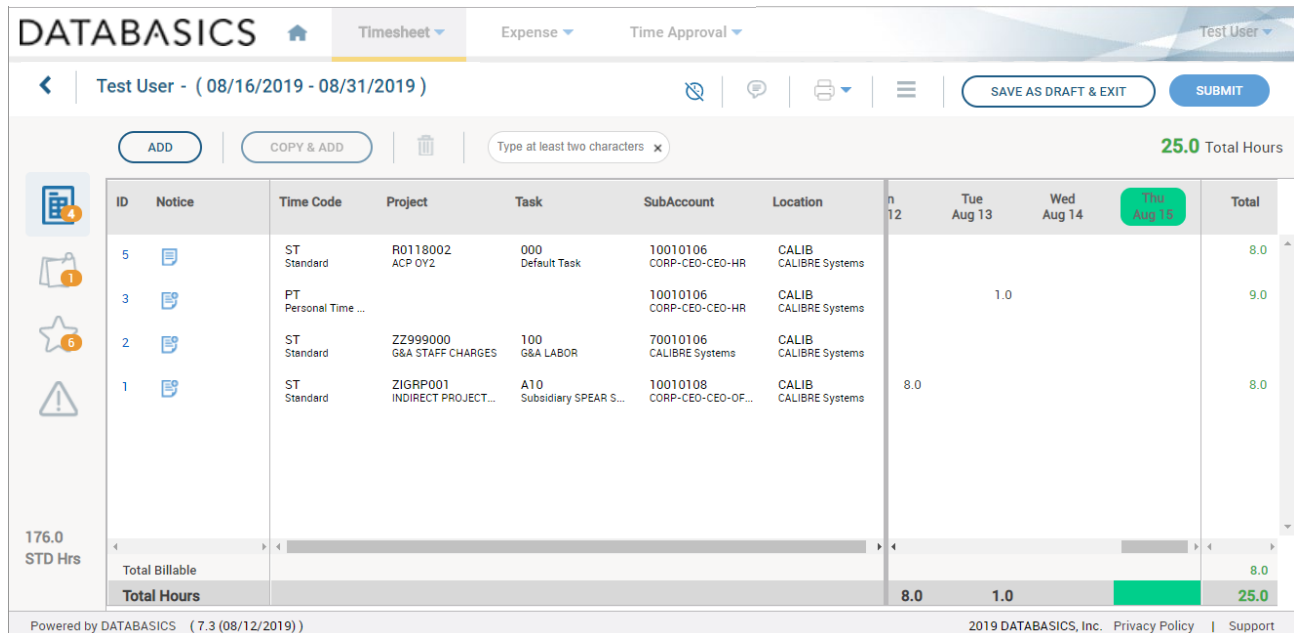 DATABASICS Timesheet Expense Time Approval Test User
Test User - ( 08/16/2019 - 08/31/2019 ) SAVE AS DRAFT & EXIT SUBMIT
ADD COPY & ADD Type at least two characters x 25.0 Total Hours
4
1
6
ID Notice Time Code Project Task SubAccount Location n Tue Wed Thu Total
12 Aug 13 Aug 14 Aug 15
5 ST R0118002 000 10010106 CALIB 8.0
Standard ACP OY2 Default Task CORP-CEO-CEO-HR CALIBRE Systems
3 PT 10010106 CALIB 1.0 9.0
Personal Time ... CORP-CEO-CEO-HR CALIBRE Systems
2 ST ZZ999000 100 70010106 CALIB
Standard G&A STAFF CHARGES G&A LABOR CALIBRE Systems CALIBRE Systems
1 ST ZIGRP001 A10 10010108 CALIB 8.0 8.0
Standard INDIRECT PROJECT... Subsidiary SPEAR S... CORP-CEO-CEO-OF... CALIBRE Systems
176.0
STD Hrs
Total Billable 8.0
Total Hours 8.0 1.0 25.0
Powered by DATABASICS ( 7.3 (08/12/2019) ) 2019 DATABASICS, Inc. Privacy Policy | Support